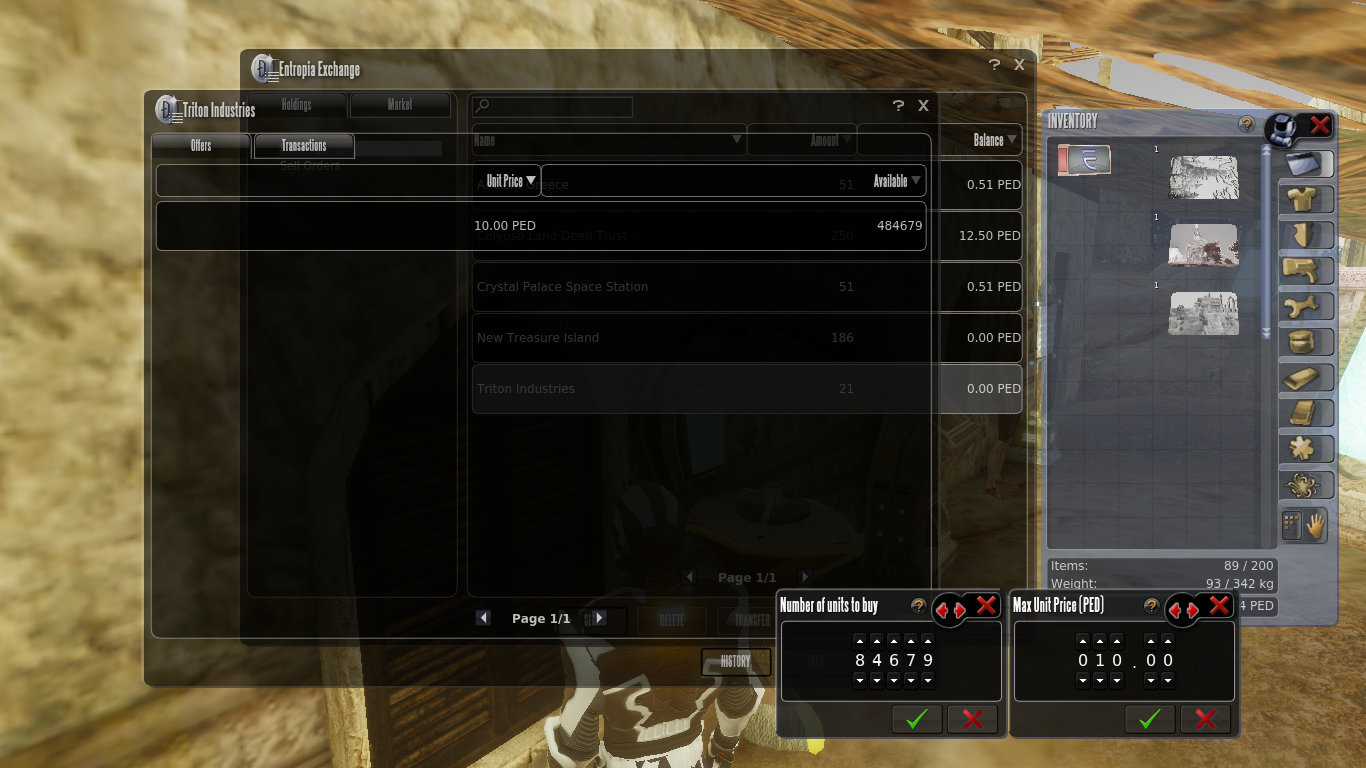 Entropia Exchange
?
X
Triton Industries
Holdings
Market
?
X
INVENTORY
Offers
Transactions
Name
Amount
Balance
Sell Orders
Unit Price
Available
51
0.51 PED
10.00 PED
484679
Calypso Land Deed Trust
250
12.50 PED
Crystal Palace Space Station
51
0.51 PED
New Treasure Island
186
0.00 PED
Triton Industries
21
0.00 PED
1
1
1
Page 1/1
Page 1/1
DELETE
TRANSFER
HISTORY
INFO
Items:
89 / 200
Weight:
93 / 342 kg
4 PED
Number of units to buy
84679
Max Unit Price (PED)
010.00